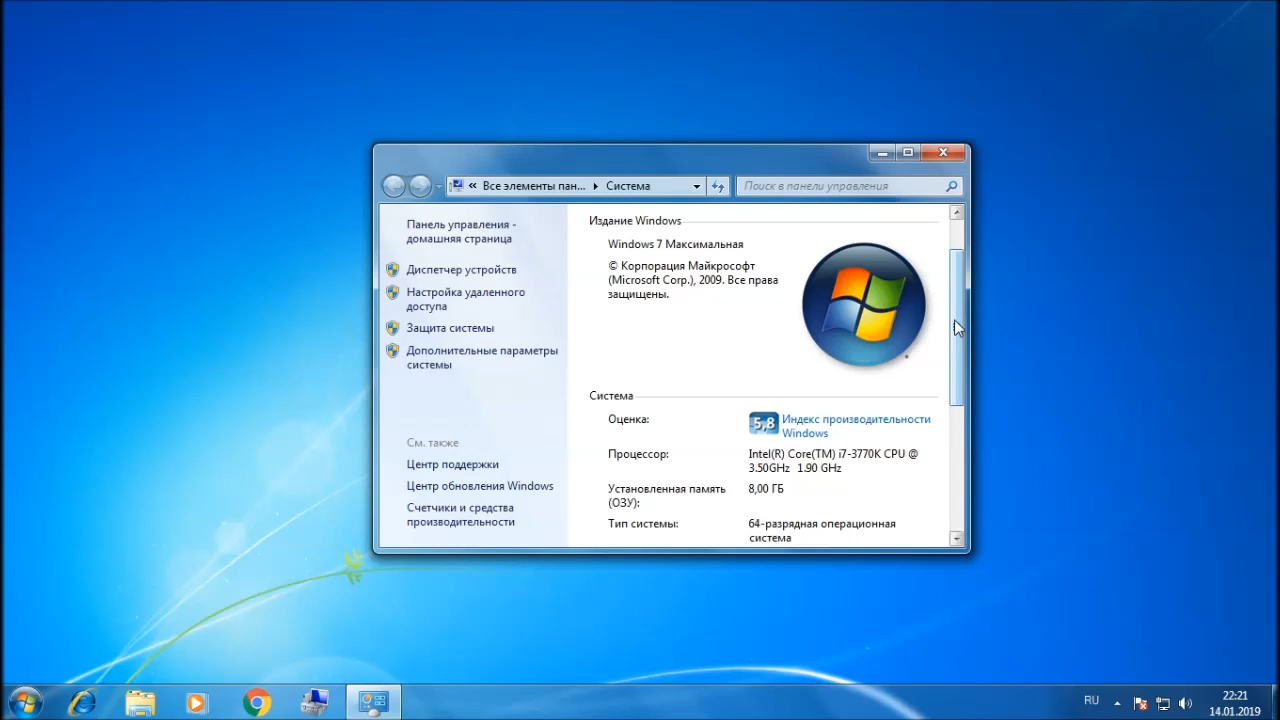 « Все элементы пан... ▸ Система
Поиск в панели управления
Панель управления -
домашняя страница
Диспетчер устройств
Настройка удаленного
доступа
Защита системы
Дополнительные параметры
системы
См. также
Центр поддержки
Центр обновления Windows
Счетчики и средства
производительности
Издание Windows
Windows 7 Максимальная
© Корпорация Майкрософт
(Microsoft Corp.), 2009. Все права
защищены.
Система
Оценка:
5,8 Индекс производительности
Windows
Процессор:
Intel(R) Core(TM) i7-3770K CPU @
3.50GHz 1.90 GHz
Установленная память
(ОЗУ):
8,00 ГБ
Тип системы:
64-разрядная операционная
система
RU
22:21
14.01.2019